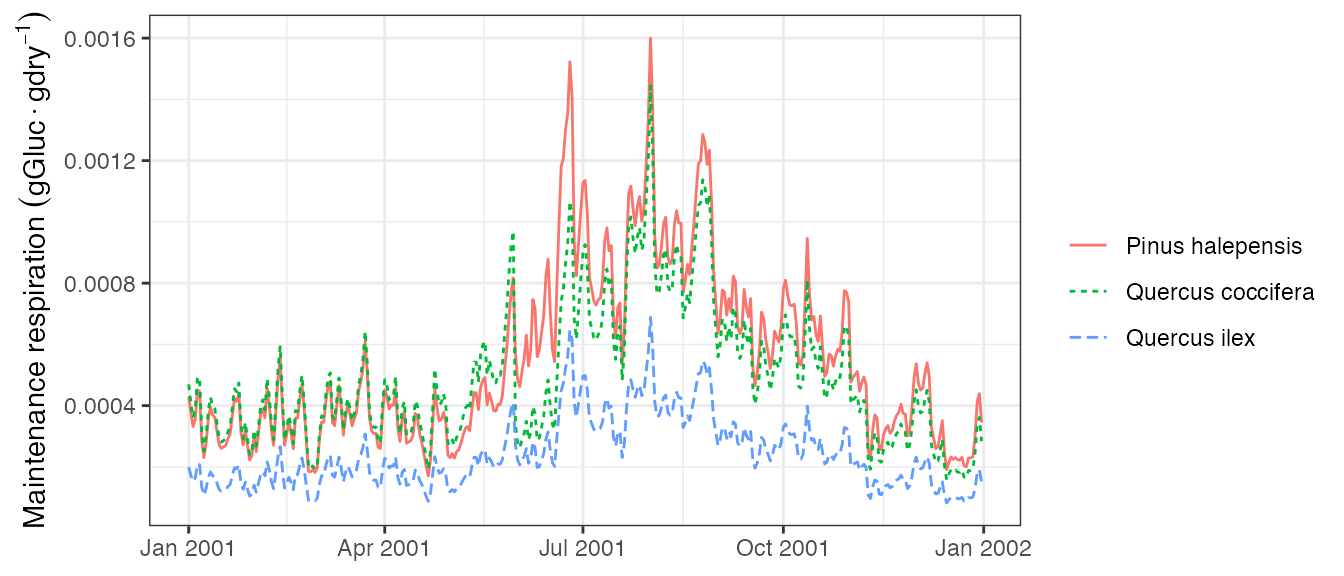 Maintenance respiration (gGluc · gdry⁻¹)
0.0016
0.0012
0.0008
0.0004
Jan 2001 Apr 2001 Jul 2001 Oct 2001 Jan 2002
Pinus halepensis
Quercus coccifera
Quercus ilex